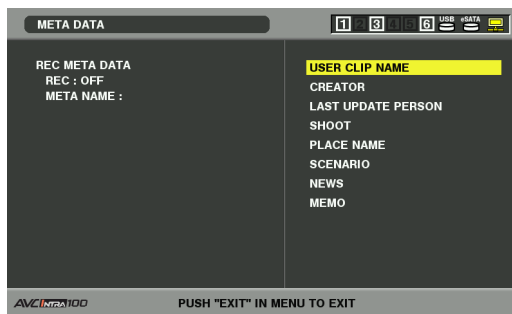 META DATA
1 2 3 4 5 6 USB eSATA
REC META DATA
REC : OFF
META NAME :
USER CLIP NAME
CREATOR
LAST UPDATE PERSON
SHOOT
PLACE NAME
SCENARIO
NEWS
MEMO
AVC INTRA 100
PUSH "EXIT" IN MENU TO EXIT